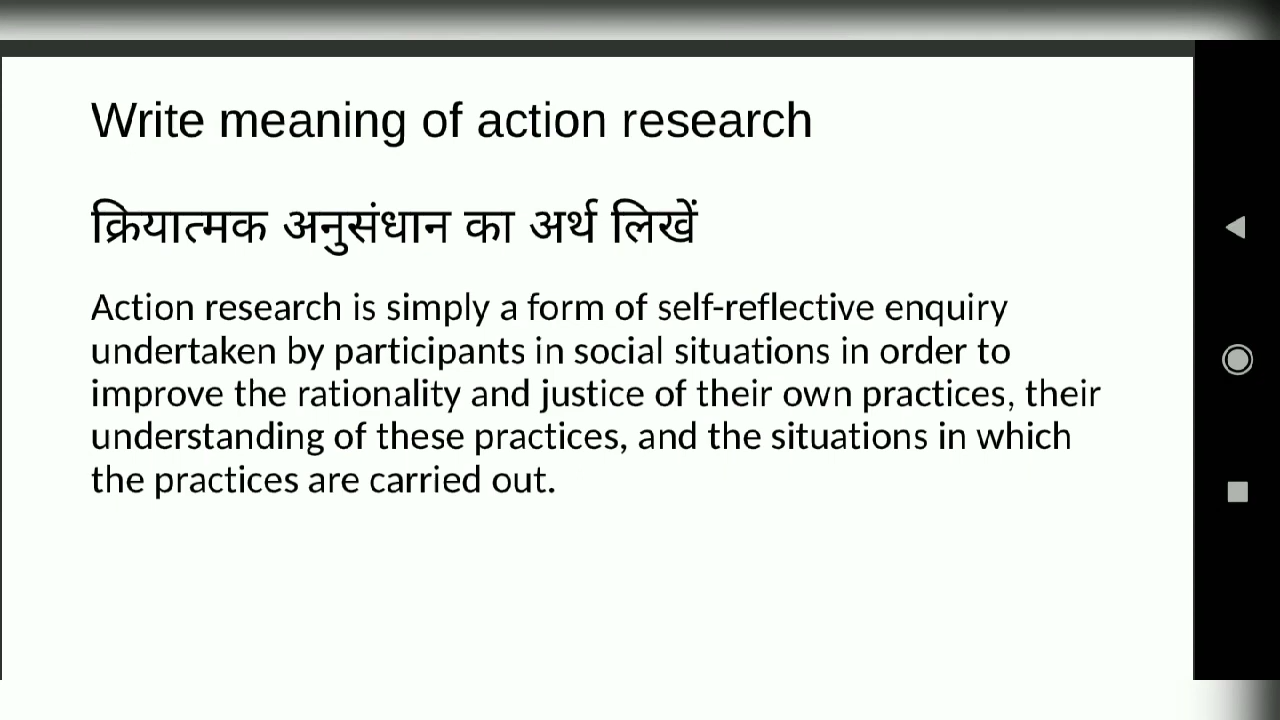 Write meaning of action research
क्रियात्मक अनुसंधान का अर्थ लिखें
Action research is simply a form of self-reflective enquiry
undertaken by participants in social situations in order to
improve the rationality and justice of their own practices, their
understanding of these practices, and the situations in which
the practices are carried out.